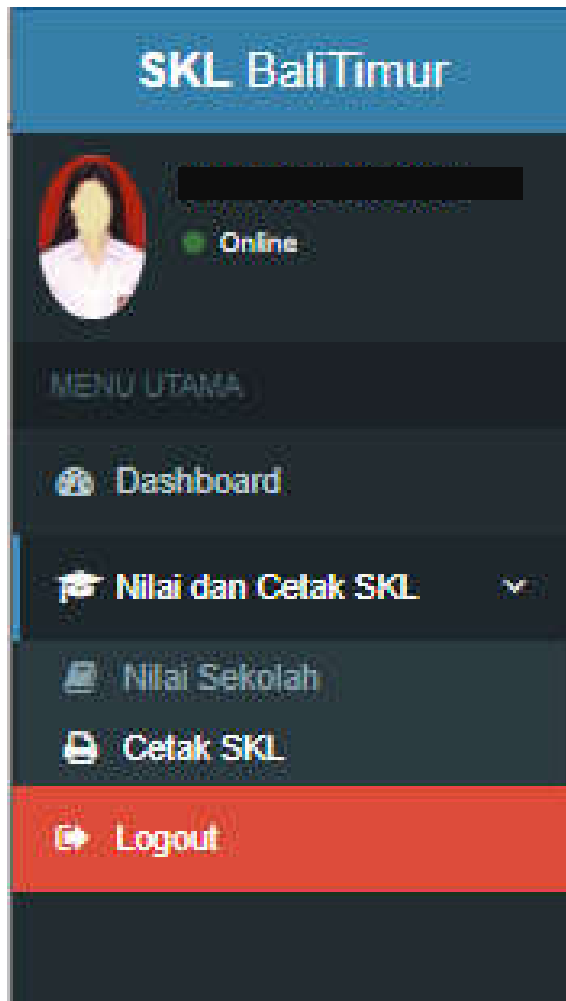 SKL BaliTimur
Online
MENU UTAMA
Dashboard
Nilai dan Cetak SKL
Nilai Sekolah
Cetak SKL
Logout